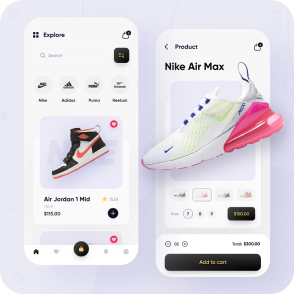 Explore
Search
Nike
Adidas
Puma
Reebok
Air Jordan 1 Mid
$115.00
Product
Nike Air Max
Size:
7
8
9
$150.00
02
Total: $300.00
Add to cart